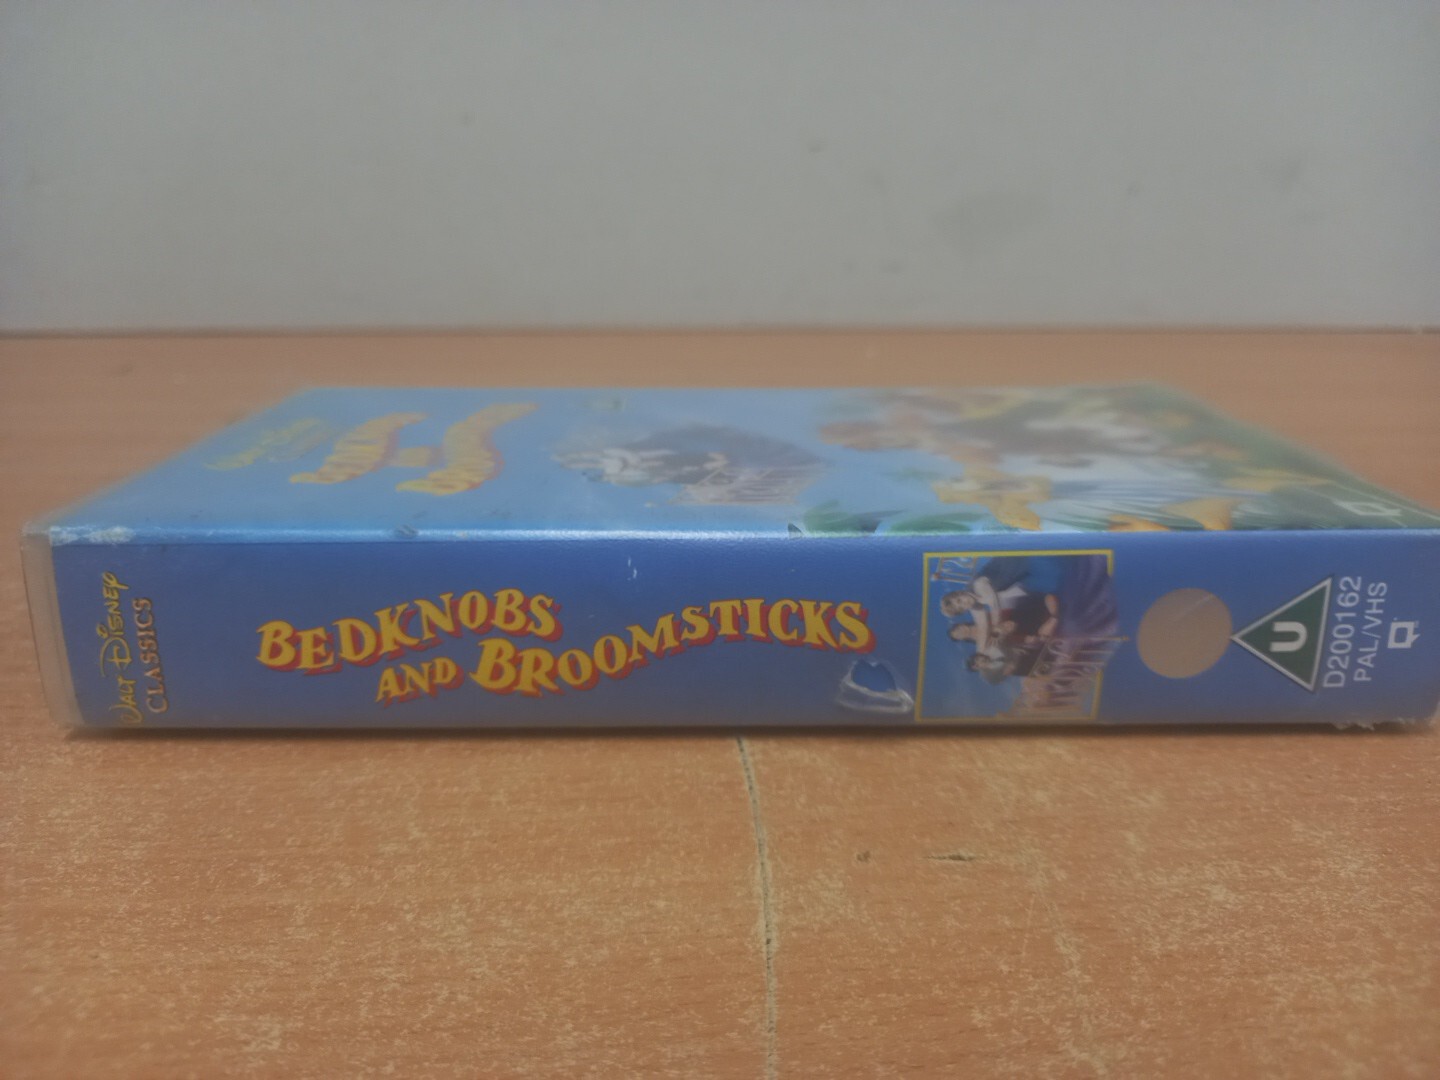 WALT DISNEY
CLASSICS
BEDKNOBS
AND BROOMSTICKS
U
D200162
PAL/VHS